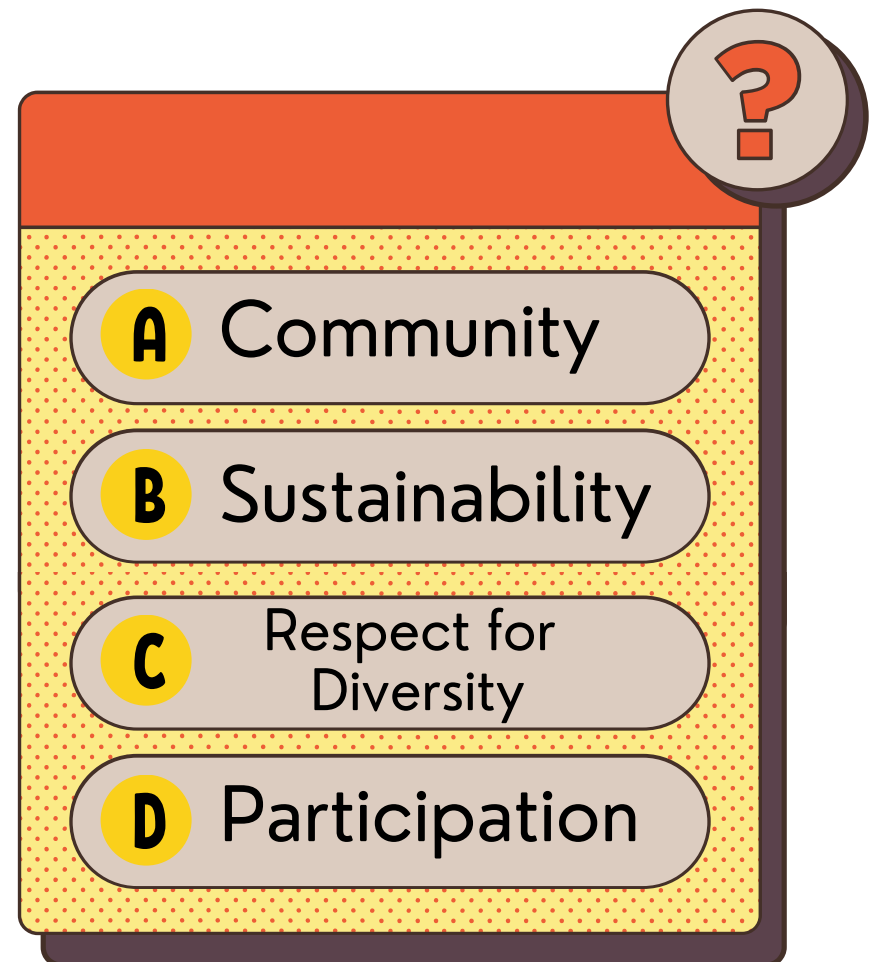 ?
A Community
B Sustainability
C Respect for
Diversity
D Participation